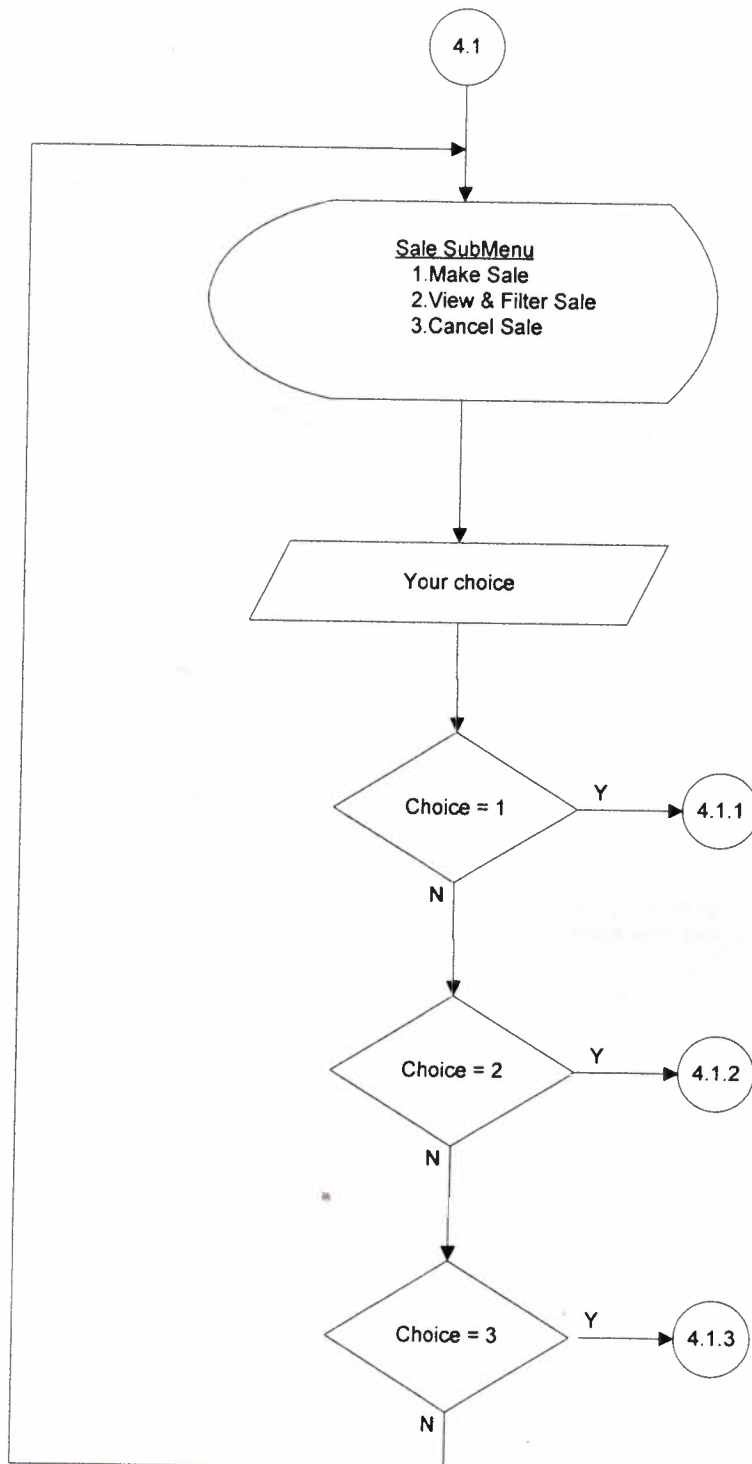 4.1
Sale SubMenu
1.Make Sale
2.View & Filter Sale
3.Cancel Sale
Your choice
Choice = 1
Y
4.1.1
N
Choice = 2
Y
4.1.2
N
Choice = 3
Y
4.1.3
N